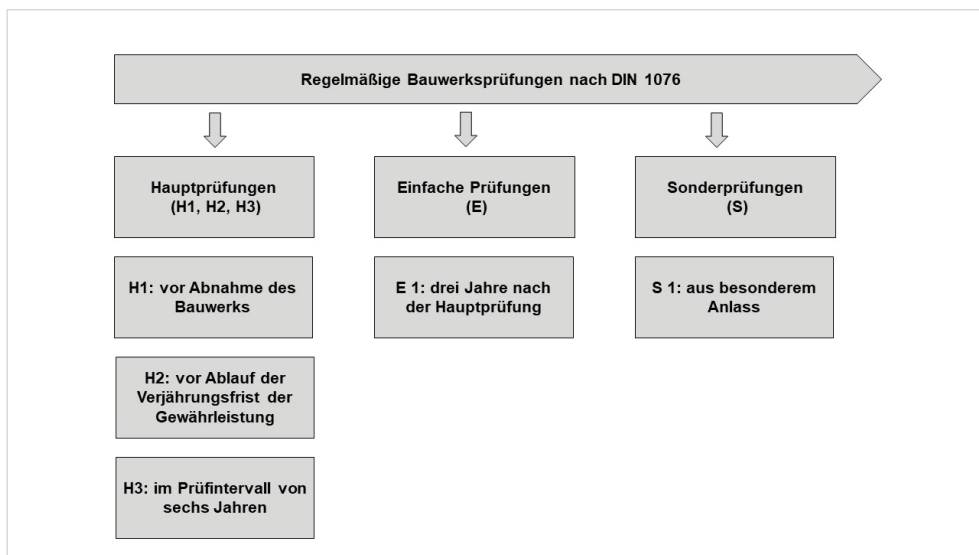 Regelmäßige Bauwerksprüfungen nach DIN 1076
Hauptprüfungen
(H1, H2, H3)
Einfache Prüfungen
(E)
Sonderprüfungen
(S)
H1: vor Abnahme des
Bauwerks
E 1: drei Jahre nach
der Hauptprüfung
S 1: aus besonderem
Anlass
H2: vor Ablauf der
Verjährungsfrist der
Gewährleistung
H3: im Prüfintervall von
sechs Jahren